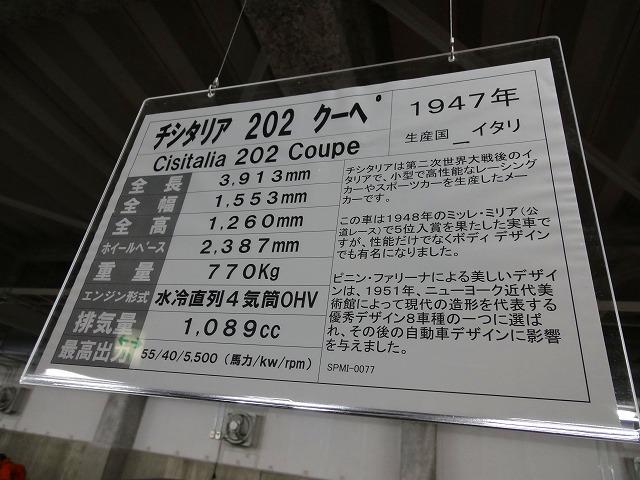 チシタリア 202 クーペ
Cisitalia 202 Coupe
1947年
生産国 イタリ
全長 3,913mm
全幅 1,553mm
全高 1,260mm
ホイールベース 2,387mm
重量 770Kg
エンジン形式 水冷直列４気筒OHV
排気量 1,089cc
最高出力 55/40/5,500（馬力/kw/rpm）
チシタリアは第二次世界大戦後のイ
タリアで、小型で高性能なレーシング
カーやスポーツカーを生産したメー
カーです。
この車は1948年のミッレ・ミリア（公
道レース）で５位入賞を果たした実車で
すが、性能だけでなくボディ デザイン
でも有名になりました。
ピニン・ファリーナによる美しいデザイ
ンは、1951年、ニューヨーク近代美
術館によって現代の造形を代表する
優秀デザイン８車種の一つに選ば
れ、その後の自動車デザインに影響
を与えました。
SPMI-0077